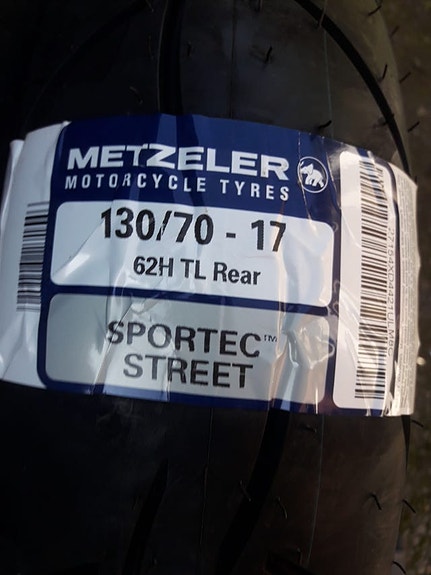 METZELER
MOTORCYCLE TYRES
130/70 - 17
62H TL Rear
SPORTEC™
STREET